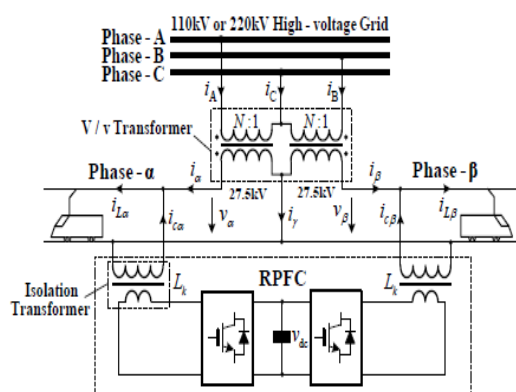 110kV or 220kV High - voltage Grid
Phase - A
Phase - B
Phase - C
i_A
i_C
i_B
N : 1
N : 1
V / v Transformer
Phase - α
i_α
i_β
Phase - β
27.5kV
27.5kV
i_Lα
i_cα
v_α
i_γ
v_β
i_cβ
i_Lβ
RPFC
Isolation
Transformer
L_k
L_k
v_dc